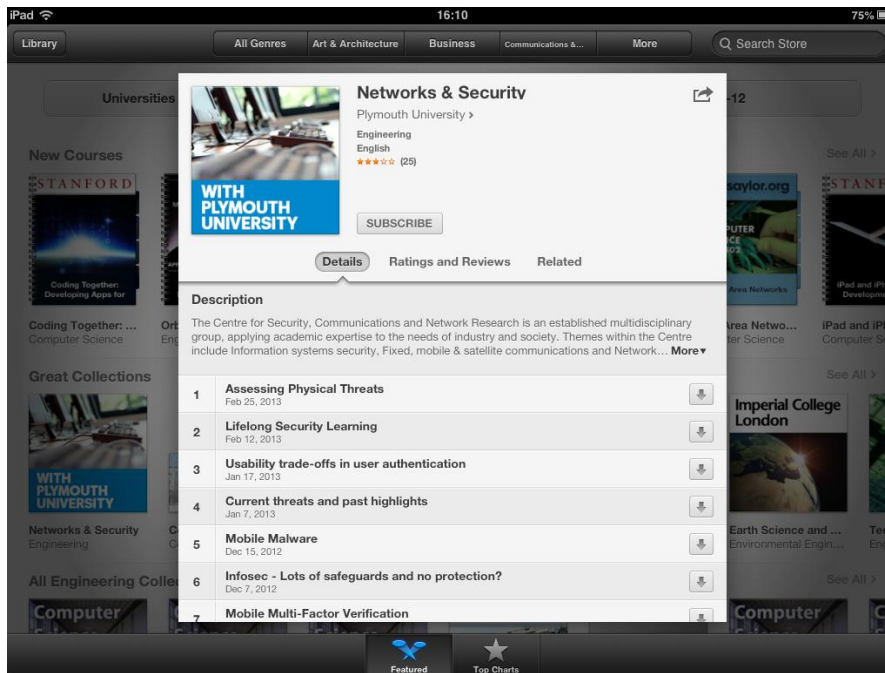 iPad
16:10
75%
Library
All Genres
Art & Architecture
Business
Communications &...
More
Search Store
Universities
-12
New Courses
See All >
STANFORD
Coding Together:
Developing Apps for
Coding Together: ...
Computer Science
saylor.org
Area Networks
Area Netwo...
ter Science
STANF
iPad and iPh
Developme
iPad and iPh
Computer S
Great Collections
See All >
WITH
PLYMOUTH
UNIVERSITY
Networks & Security
Engineering
Imperial College
London
Earth Science and ...
Environmental Engin...
All Engineering Colle
See All >
Computer
Computer
Networks & Security
Plymouth University >
Engineering
English
(25)
WITH
PLYMOUTH
UNIVERSITY
SUBSCRIBE
Details
Ratings and Reviews
Related
Description
The Centre for Security, Communications and Network Research is an established multidisciplinary
group, applying academic expertise to the needs of industry and society. Themes within the Centre
include Information systems security, Fixed, mobile & satellite communications and Network... More
1
Assessing Physical Threats
Feb 25, 2013
2
Lifelong Security Learning
Feb 12, 2013
3
Usability trade-offs in user authentication
Jan 17, 2013
4
Current threats and past highlights
Jan 7, 2013
5
Mobile Malware
Dec 15, 2012
6
Infosec - Lots of safeguards and no protection?
Dec 7, 2012
7
Mobile Multi-Factor Verification
Featured
Top Charts